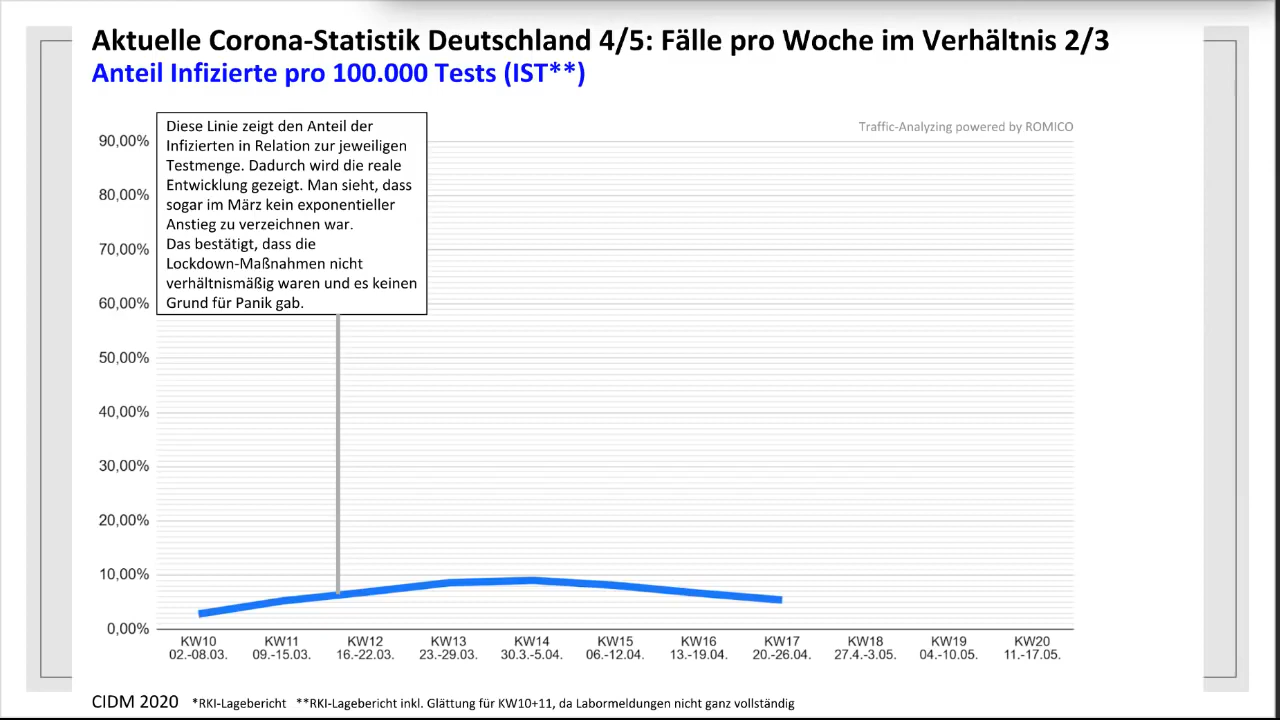 Aktuelle Corona-Statistik Deutschland 4/5: Fälle pro Woche im Verhältnis 2/3
Anteil Infizierte pro 100.000 Tests (IST**)
Diese Linie zeigt den Anteil der
Infizierten in Relation zur jeweiligen
Testmenge. Dadurch wird die reale
Entwicklung gezeigt. Man sieht, dass
sogar im März kein exponentieller
Anstieg zu verzeichnen war.
Das bestätigt, dass die
Lockdown-Maßnahmen nicht
verhältnismäßig waren und es keinen
Grund für Panik gab.
Traffic-Analyzing powered by ROMICO
90,00%
80,00%
70,00%
60,00%
50,00%
40,00%
30,00%
20,00%
10,00%
0,00%
KW10 KW11 KW12 KW13 KW14 KW15 KW16 KW17 KW18 KW19 KW20
02.-08.03. 09.-15.03. 16.-22.03. 23.-29.03. 30.3.-5.04. 06.-12.04. 13.-19.04. 20.-26.04. 27.4.-3.05. 04.-10.05. 11.-17.05.
CIDM 2020 *RKI-Lagebericht **RKI-Lagebericht inkl. Glättung für KW10+11, da Labormeldungen nicht ganz vollständig